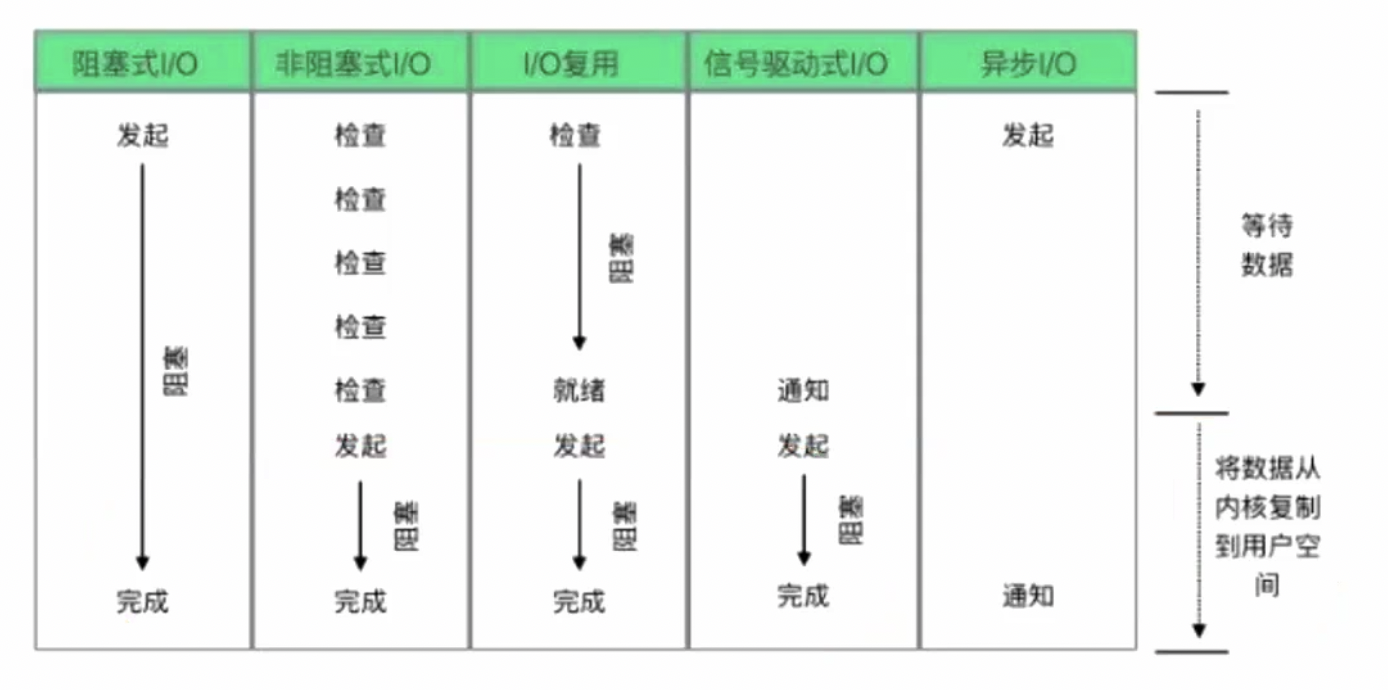 阻塞式I/O
非阻塞式I/O
I/O复用
信号驱动式I/O
异步I/O
发起
检查
检查
发起
检查
检查
检查
检查
就绪
通知
发起
发起
发起
阻塞
阻塞
阻塞
阻塞
阻塞
完成
完成
完成
完成
通知
等待
数据
将数据从
内核复制
到用户空
间